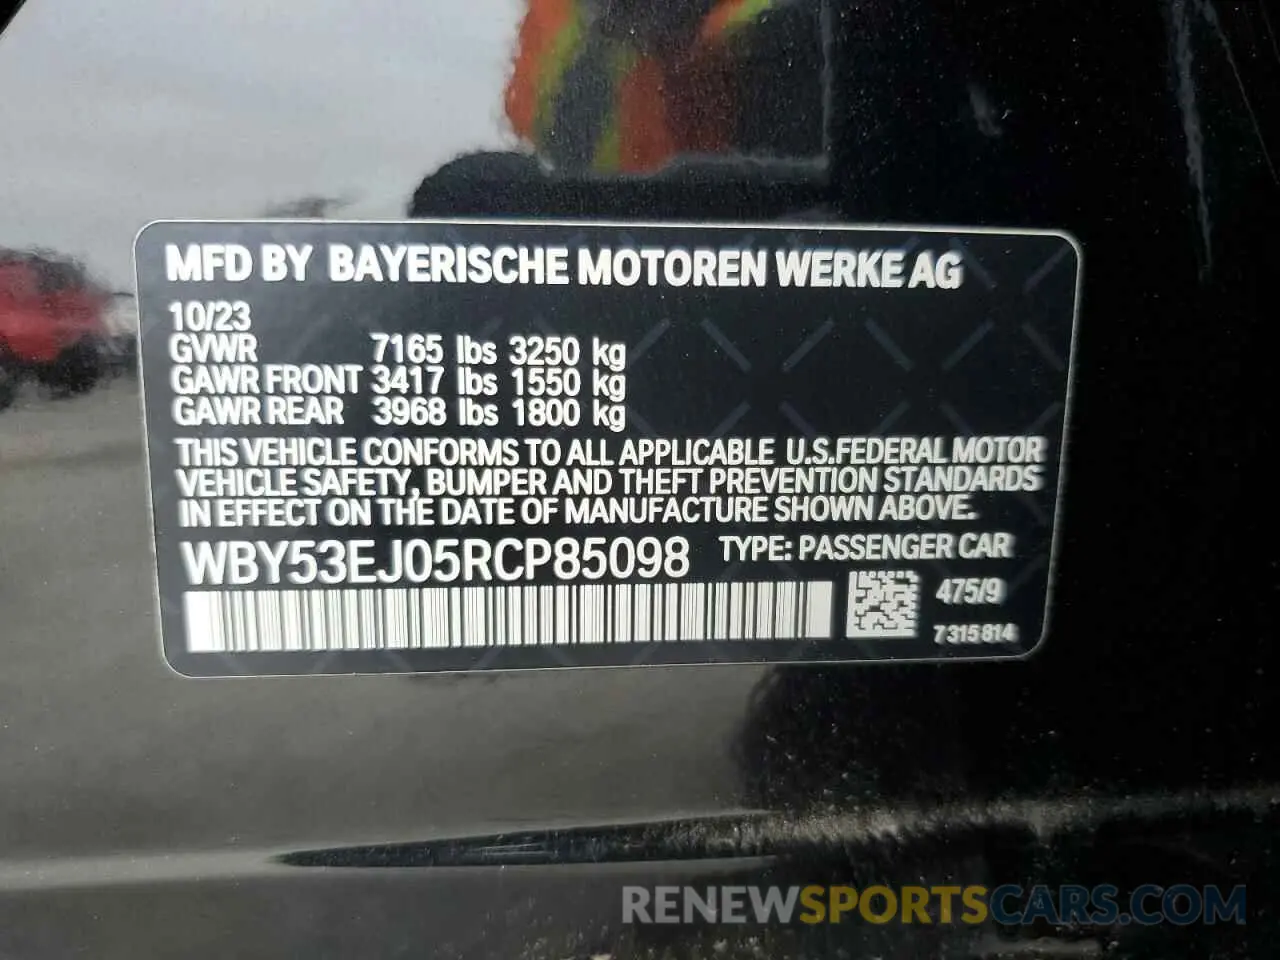 MFD BY BAYERISCHE MOTOREN WERKE AG
10/23
GVWR 7165 lbs 3250 kg
GAWR FRONT 3417 lbs 1550 kg
GAWR REAR 3968 lbs 1800 kg
THIS VEHICLE CONFORMS TO ALL APPLICABLE U.S.FEDERAL MOTOR
VEHICLE SAFETY, BUMPER AND THEFT PREVENTION STANDARDS
IN EFFECT ON THE DATE OF MANUFACTURE SHOWN ABOVE.
WBY53EJ05RCP85098 TYPE: PASSENGER CAR
475/9
7 315 814
RENEWSPORTSCARS.COM